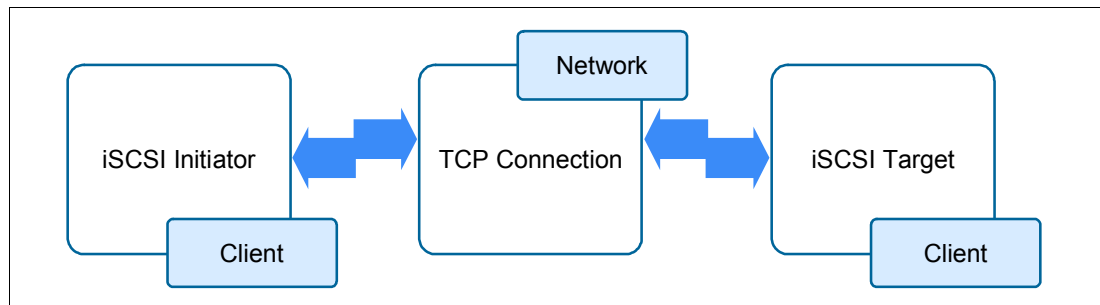 Network
iSCSI Initiator
TCP Connection
iSCSI Target
Client
Client